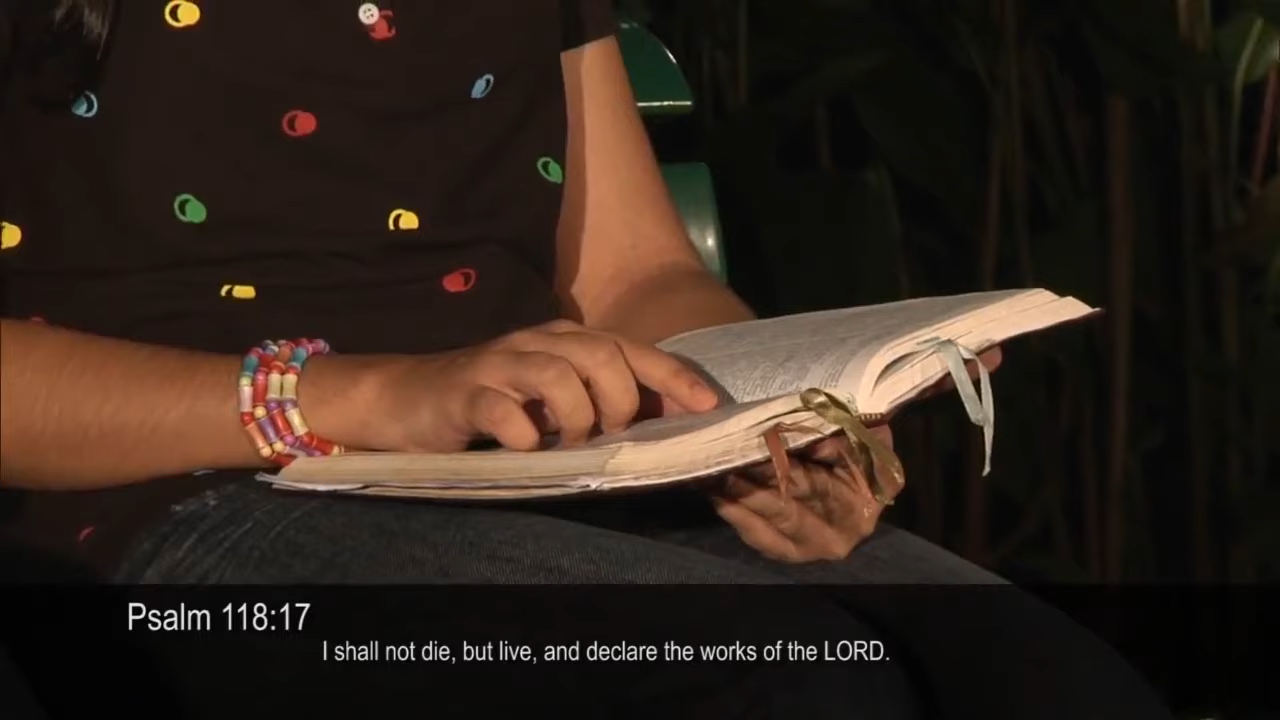 Psalm 118:17
I shall not die, but live, and declare the works of the LORD.